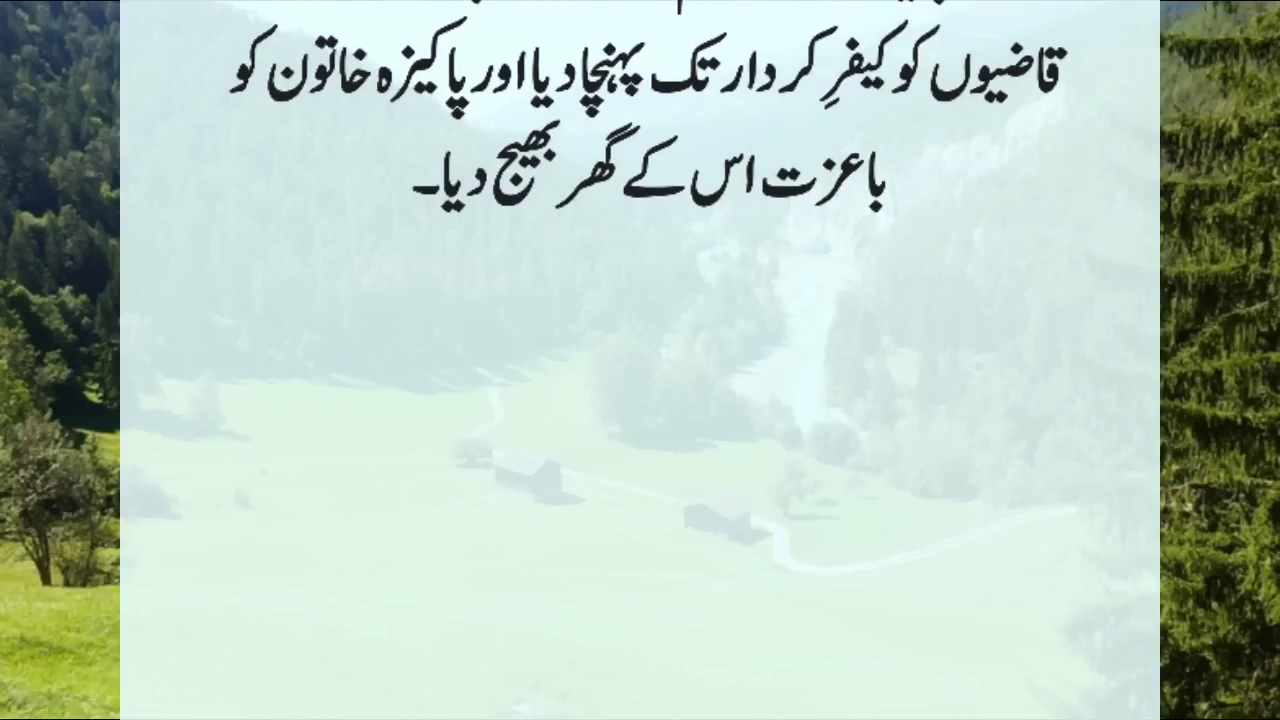 قاضیوں کو کیفرِ کردار تک پہنچا دیا اور پاکیزہ خاتون کو
باعزت اس کے گھر بھیج دیا۔